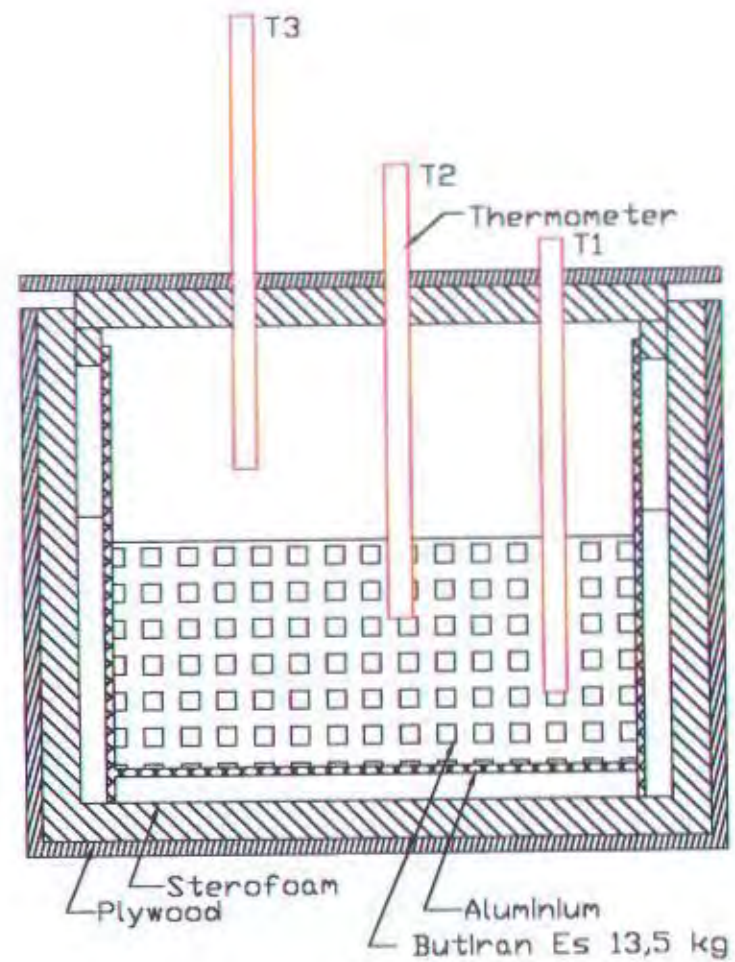 T3
T2
Thermometer
T1
Sterofoam
Plywood
Aluminium
Butiran Es 13,5 kg